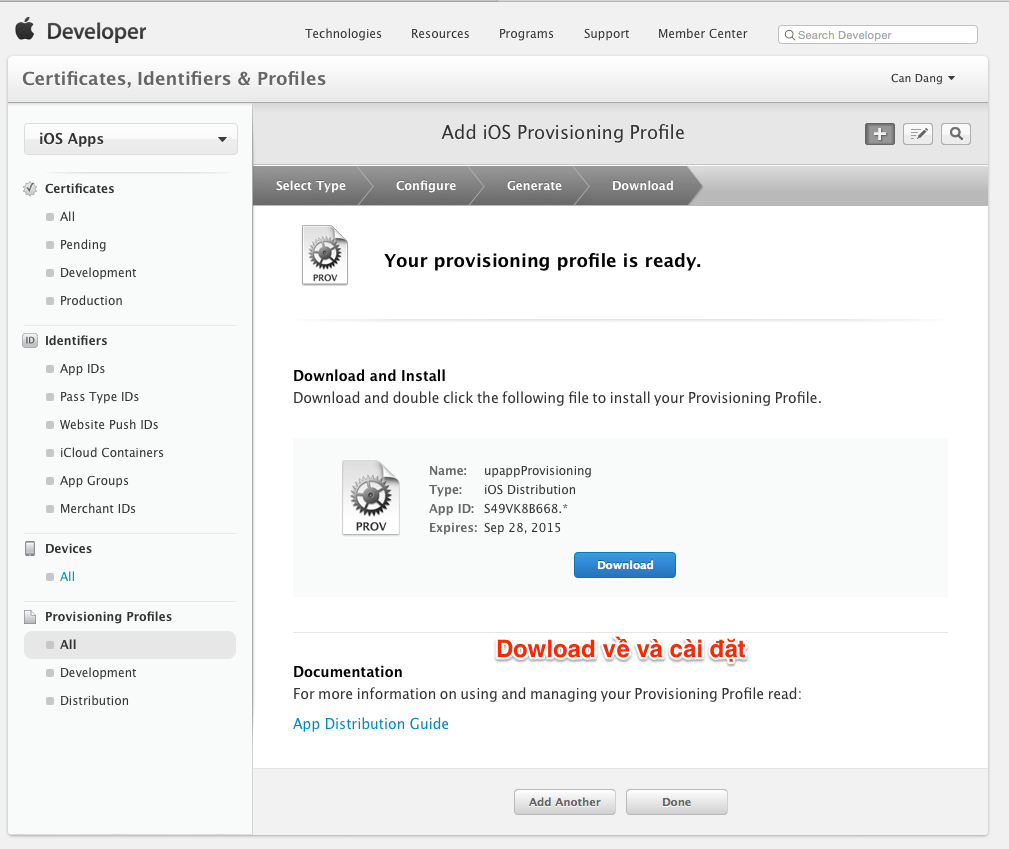 Developer
Technologies Resources Programs Support Member Center Search Developer
Certificates, Identifiers & Profiles Can Dang
iOS Apps
Add iOS Provisioning Profile
Select Type Configure Generate Download
Certificates
All
Pending
Development
Production
ID Identifiers
App IDs
Pass Type IDs
Website Push IDs
iCloud Containers
App Groups
Merchant IDs
Devices
All
Provisioning Profiles
All
Development
Distribution
PROV
Your provisioning profile is ready.
Download and Install
Download and double click the following file to install your Provisioning Profile.
PROV
Name: upappProvisioning
Type: iOS Distribution
App ID: S49VK8B668.*
Expires: Sep 28, 2015
Download
Dowload về và cài đặt
Documentation
For more information on using and managing your Provisioning Profile read:
App Distribution Guide
Add Another Done